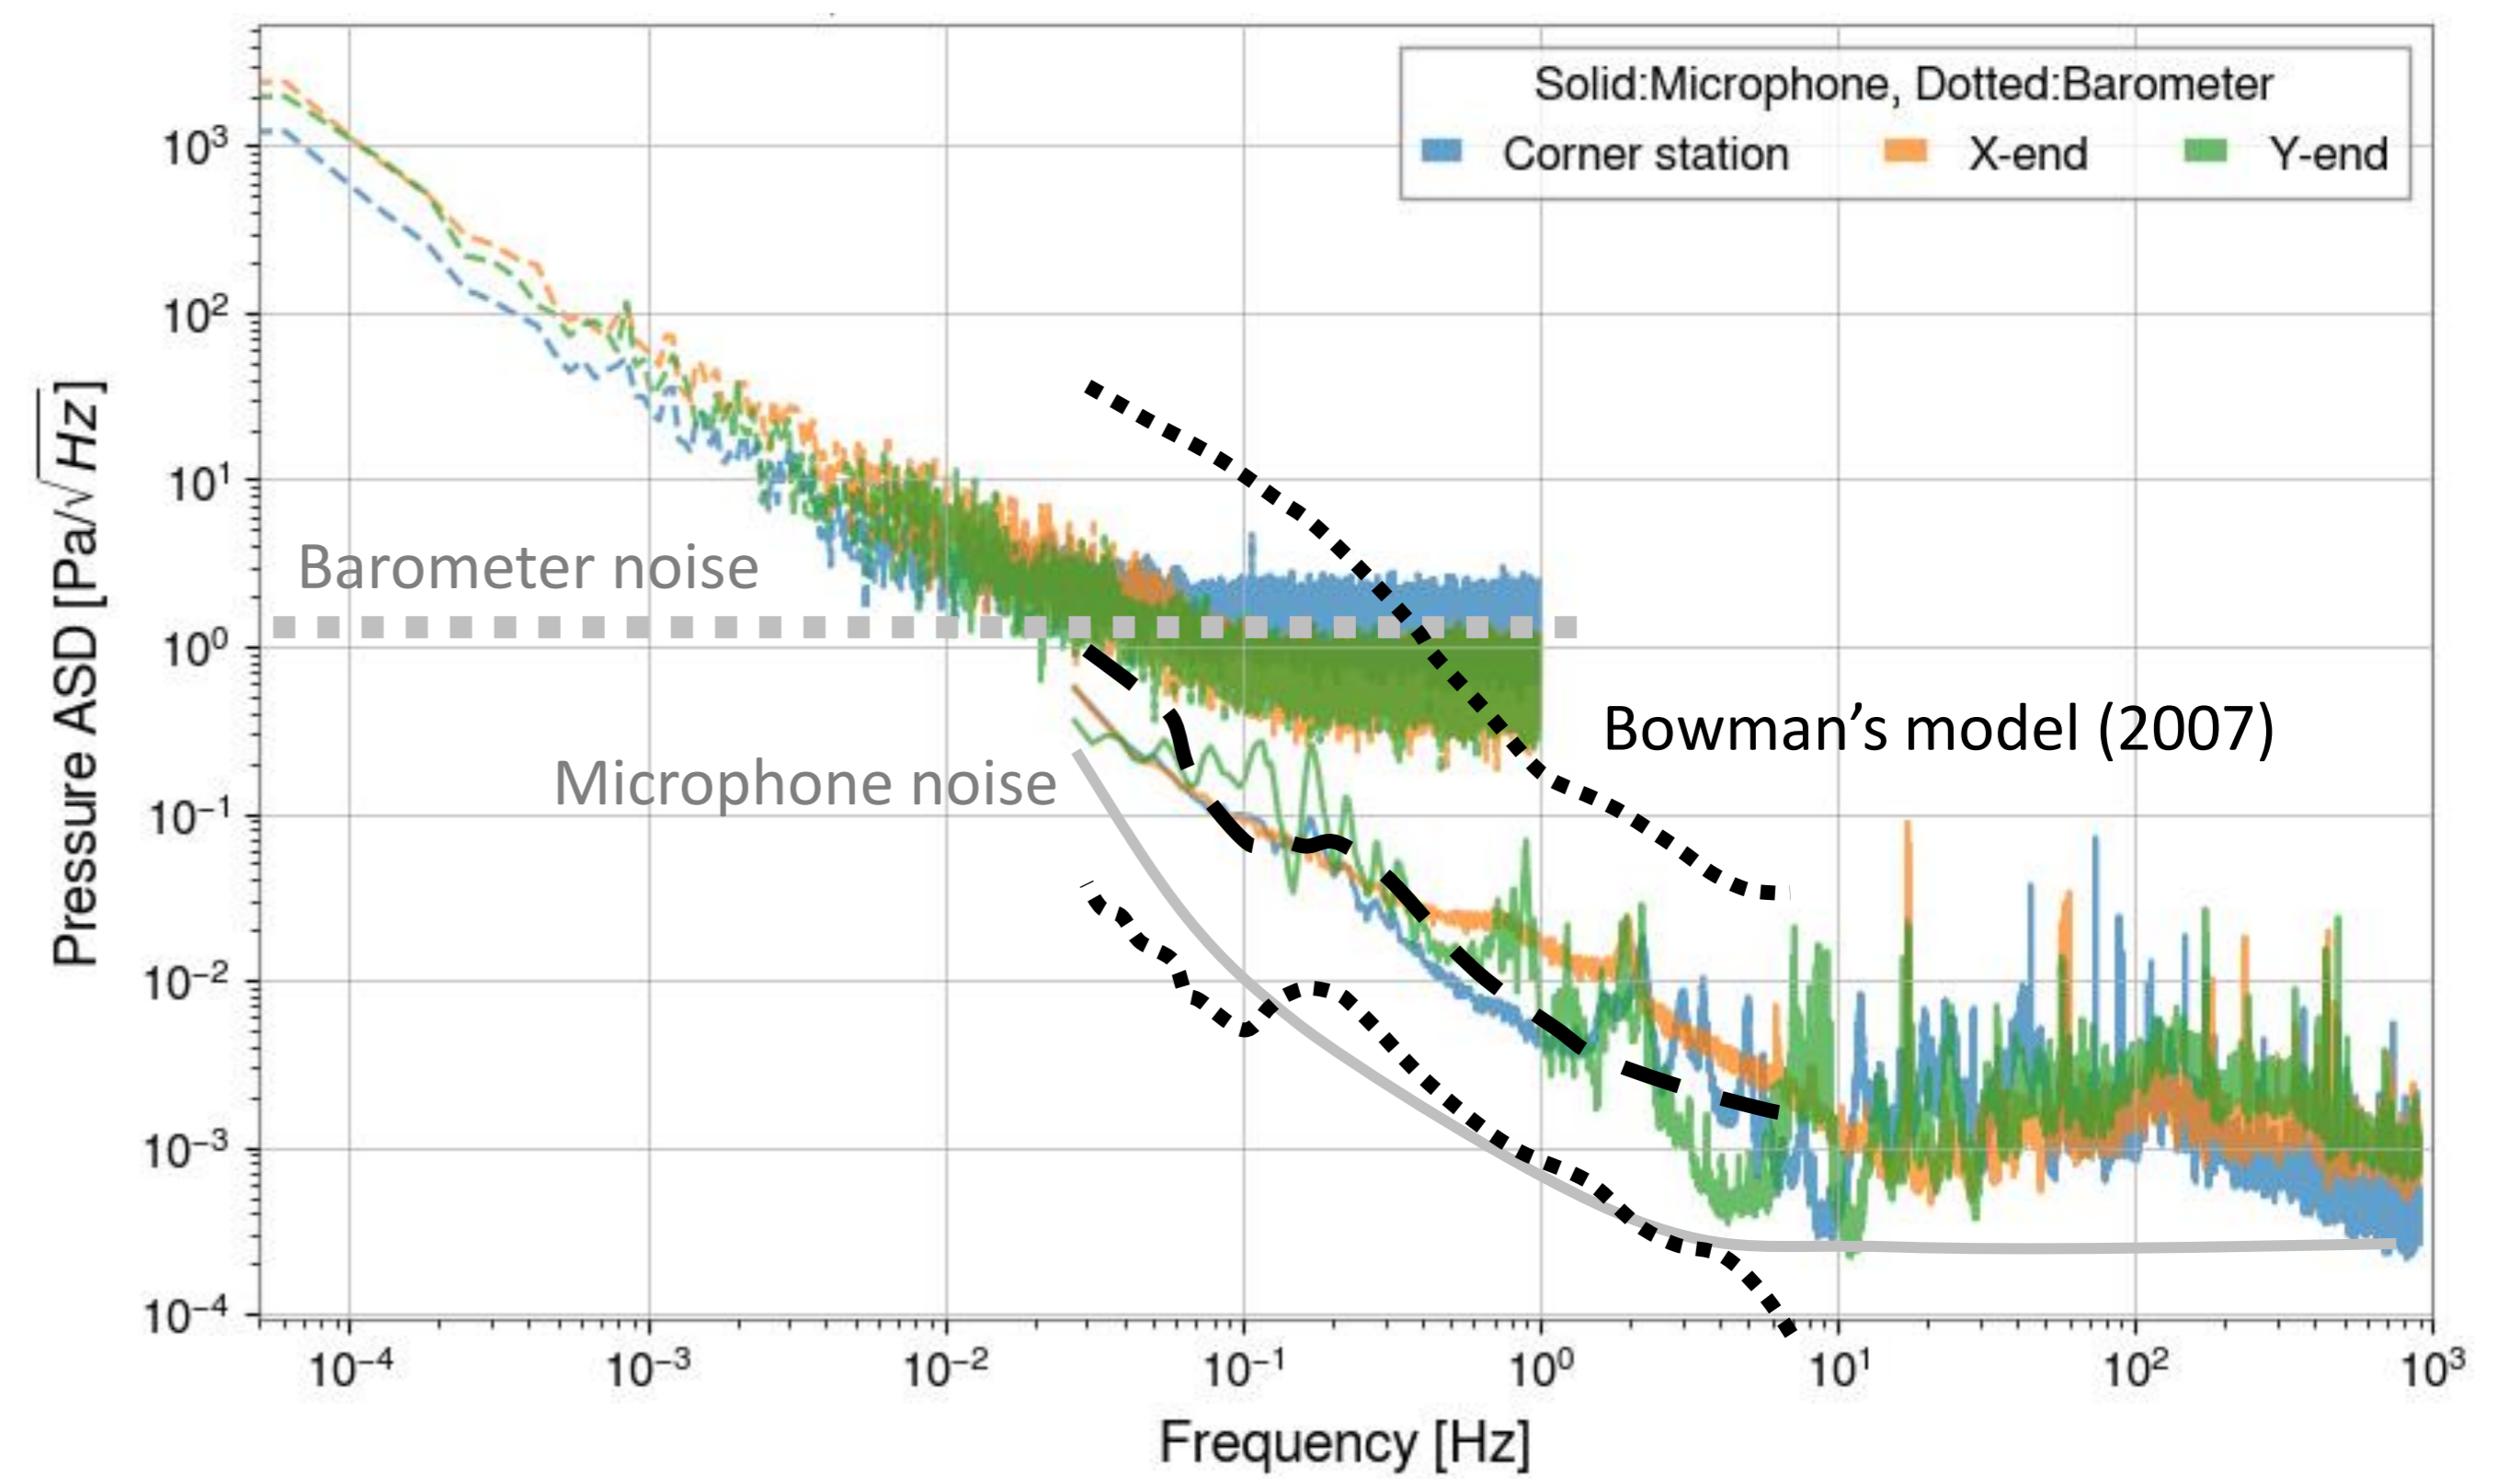 Solid:Microphone, Dotted:Barometer
Corner station X-end Y-end
Pressure ASD [Pa/√Hz]
10³
10²
10¹
10⁰
10⁻¹
10⁻²
10⁻³
10⁻⁴
Barometer noise
Bowman’s model (2007)
Microphone noise
10⁻⁴ 10⁻³ 10⁻² 10⁻¹ 10⁰ 10¹ 10² 10³
Frequency [Hz]